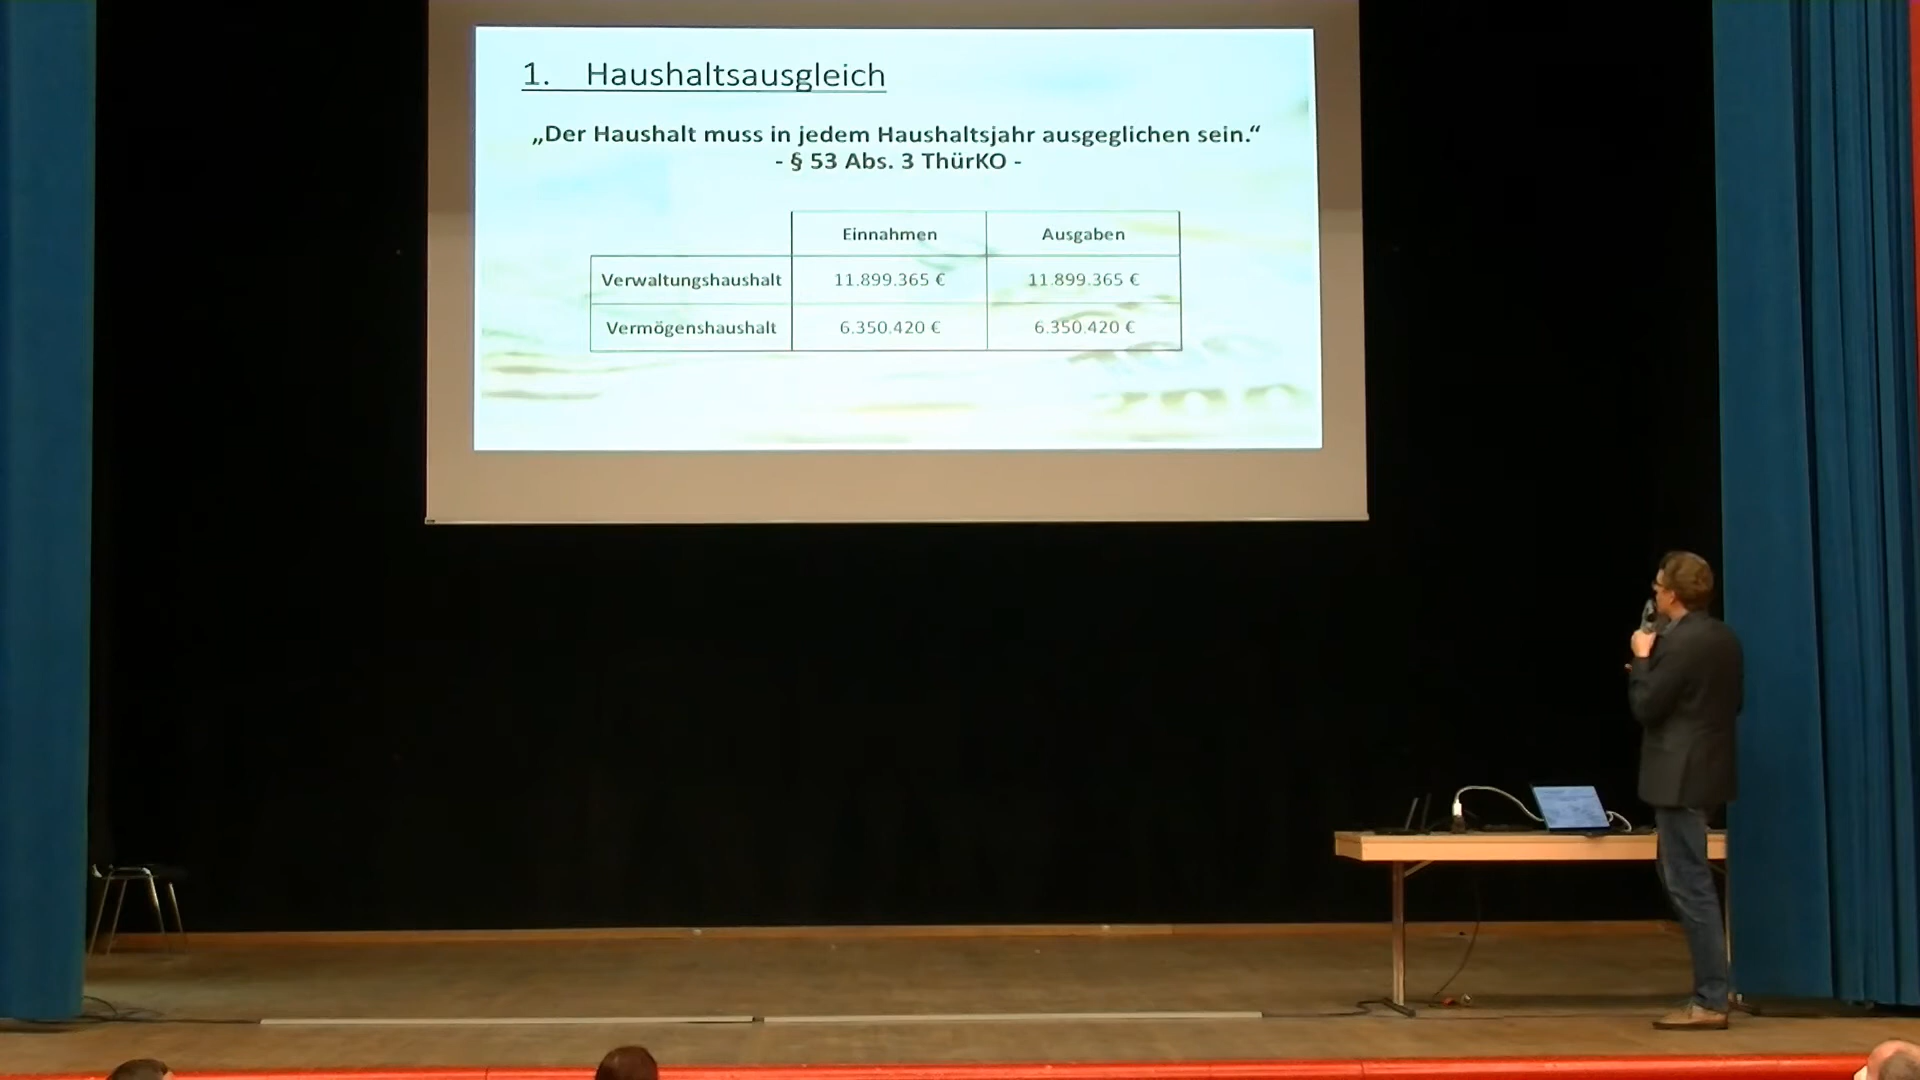 1. Haushaltsausgleich
„Der Haushalt muss in jedem Haushaltsjahr ausgeglichen sein.“
- § 53 Abs. 3 ThürKO -
Einnahmen Ausgaben
Verwaltungshaushalt 11.899.365 € 11.899.365 €
Vermögenshaushalt 6.350.420 € 6.350.420 €